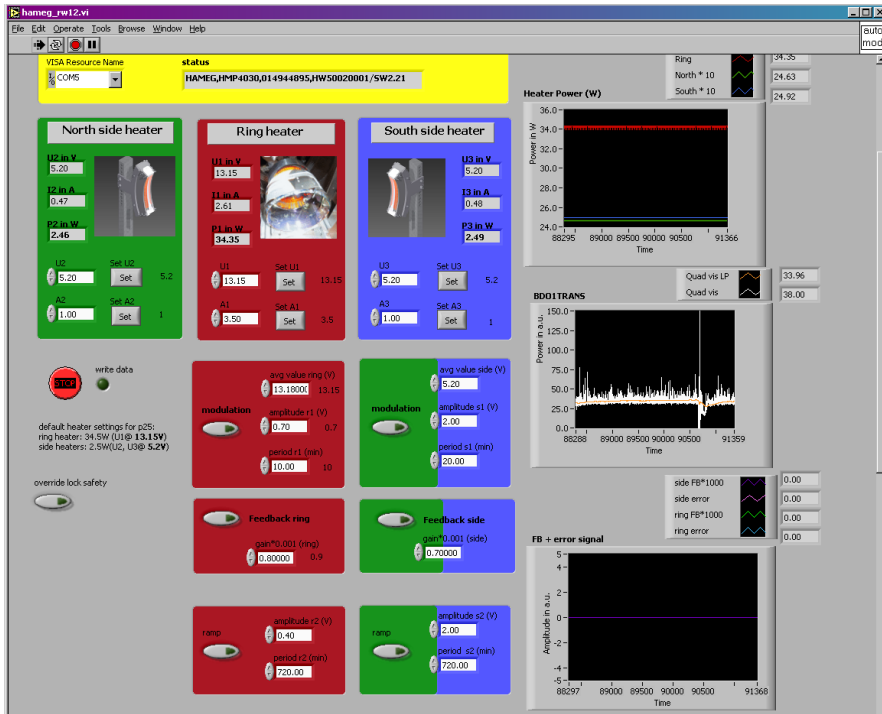 hameg_rw12.vi
File Edit Operate Tools Browse Window Help
auto
mod
VISA Resource Name
COM5
status
HAMEG,HMP4030,014944895,HW50020001/SW2.21
Ring 34.35
North * 10 24.63
South * 10 24.92
North side heater
U2 in V
5.20
I2 in A
0.47
P2 in W
2.46
U2 Set U2
5.20 Set 5.2
A2 Set A2
1.00 Set 1
Ring heater
U1 in V
13.15
I1 in A
2.61
P1 in W
34.35
U1 Set U1
13.15 Set 13.15
A1 Set A1
3.50 Set 3.5
South side heater
U3 in V
5.20
I3 in A
0.48
P3 in W
2.49
U3 Set U3
5.20 Set 5.2
A3 Set A3
1.00 Set 1
Heater Power (W)
Power in W
36.0
34.0
32.0
30.0
28.0
26.0
24.0
88295 89000 89500 90000 90500 91366
Time
Quad vis LP 33.96
Quad vis 38.00
BDO1TRANS
Power in a.u.
150.0
125.0
100.0
75.0
50.0
25.0
0.0
88288 89000 89500 90000 90500 91359
Time
STOP
write data
default heater settings for p25:
ring heater: 34.5W (U1@ 13.15V)
side heaters: 2.5W(U2, U3@ 5.2V)
override lock safety
modulation
avg value ring (V)
13.1800 13.15
amplitude r1 (V)
0.70 0.7
period r1 (min)
10.00 10
modulation
avg value side (V)
5.20
amplitude s1 (V)
2.00
period s1 (min)
20.00
Feedback ring
gain*0.001 (ring)
0.80000 0.9
Feedback side
gain*0.001 (side)
0.70000
ramp
amplitude r2 (V)
0.40
period r2 (min)
720.00
ramp
amplitude s2 (V)
2.00
period s2 (min)
720.00
side FB*1000 0.00
side error 0.00
ring FB*1000 0.00
ring error 0.00
FB + error signal
Amplitude in a.u.
5
4
2
0
-2
-4
-5
88297 89000 89500 90000 90500 91368
Time